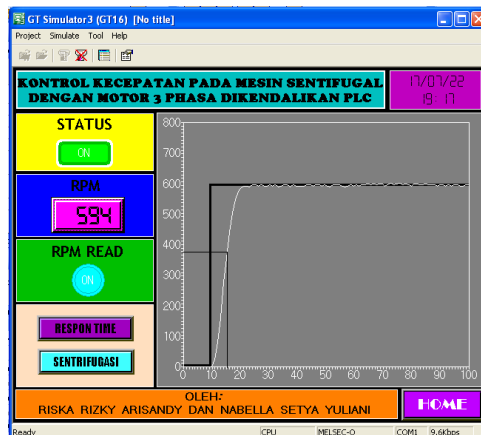 GT Simulator3 (GT16) [No title]
Project Simulate Tool Help
KONTROL KECEPATAN PADA MESIN SENTIFUGAL
DENGAN MOTOR 3 PHASA DIKENDALIKAN PLC
17/07/22
19:17
STATUS
ON
RPM
594
RPM READ
ON
RESPON TIME
SENTRIFUGASI
800
700
600
500
400
300
200
100
0
0 10 20 30 40 50 60 70 80 90 100
OLEH:
RISKA RIZKY ARISANDY DAN NABELLA SETYA YULIANI
HOME
Ready CPU MELSEC-Q COM1 9.6Kbps